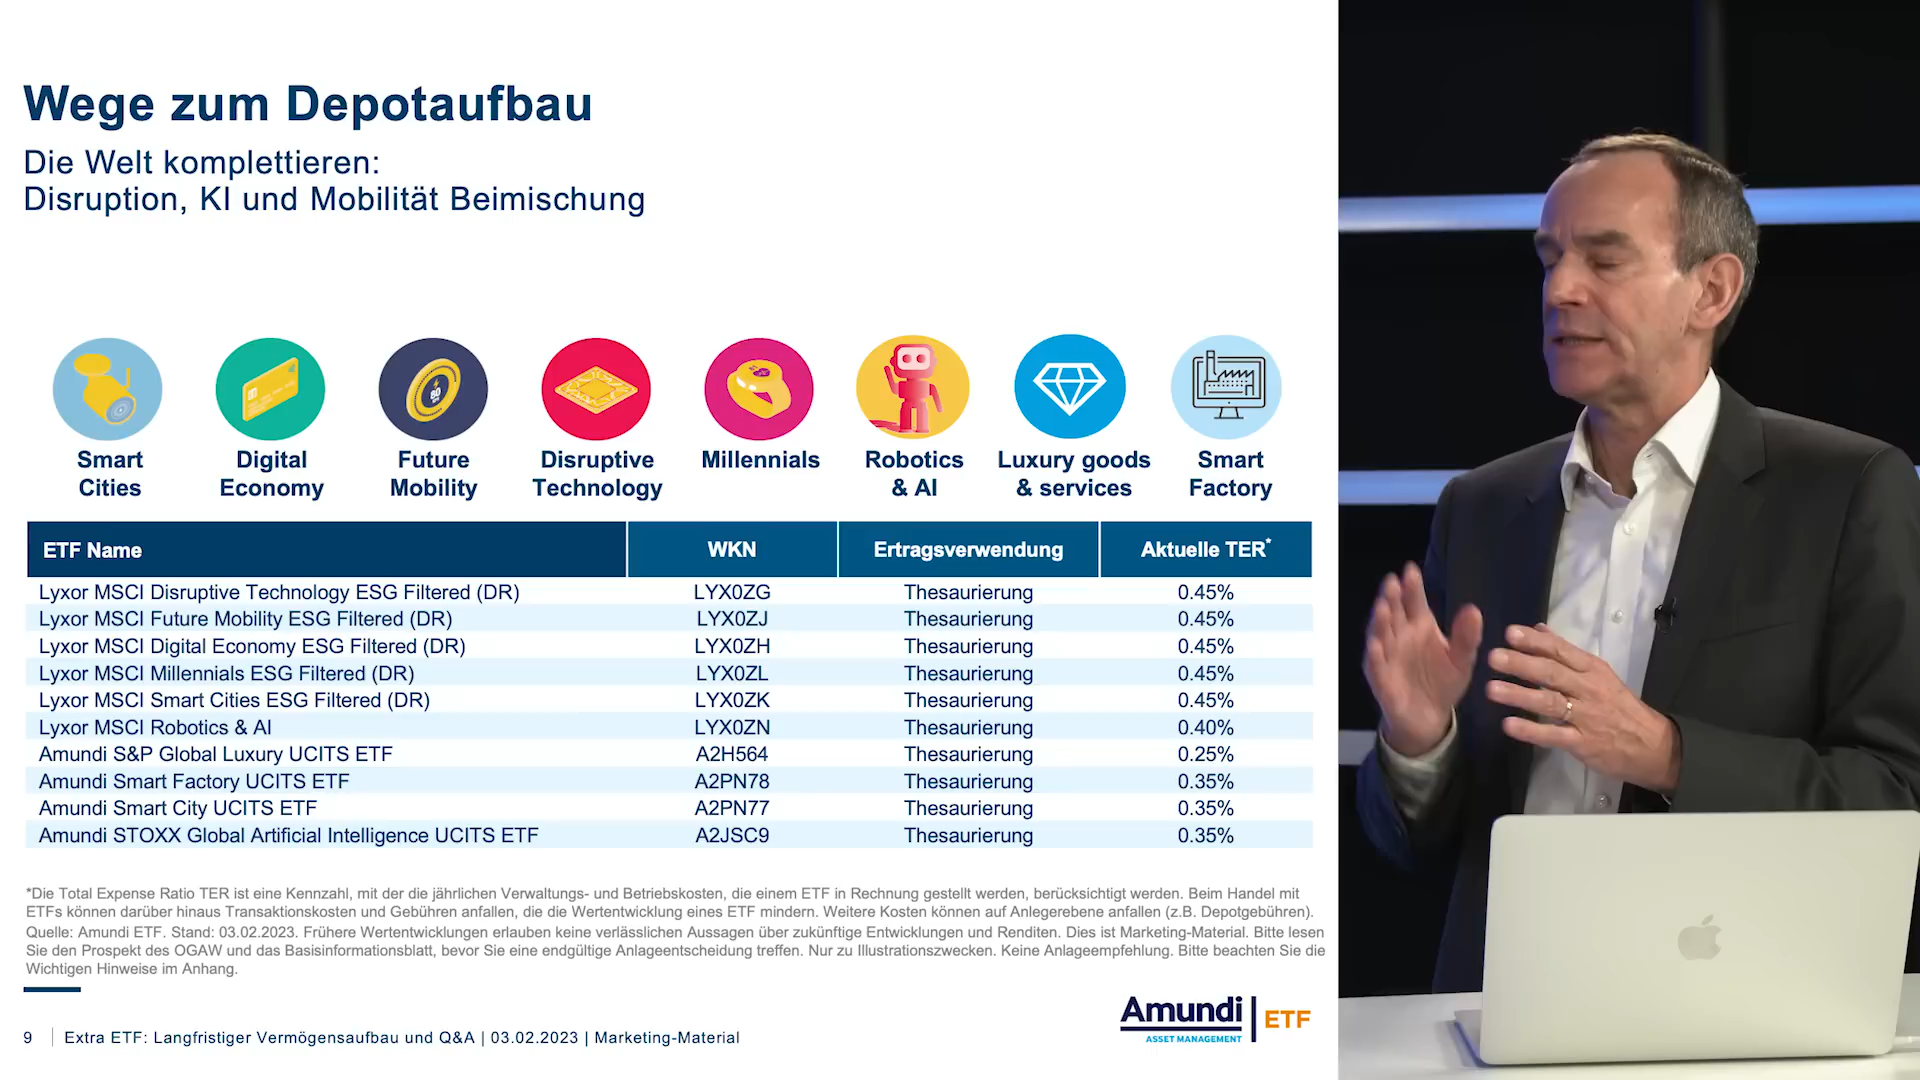 Wege zum Depotaufbau
Die Welt komplettieren:
Disruption, KI und Mobilität Beimischung
Smart
Cities
Digital
Economy
Future
Mobility
Disruptive
Technology
Millennials
Robotics
& AI
Luxury goods
& services
Smart
Factory
ETF Name WKN Ertragsverwendung Aktuelle TER*
Lyxor MSCI Disruptive Technology ESG Filtered (DR) LYX0ZG Thesaurierung 0.45%
Lyxor MSCI Future Mobility ESG Filtered (DR) LYX0ZJ Thesaurierung 0.45%
Lyxor MSCI Digital Economy ESG Filtered (DR) LYX0ZH Thesaurierung 0.45%
Lyxor MSCI Millennials ESG Filtered (DR) LYX0ZL Thesaurierung 0.45%
Lyxor MSCI Smart Cities ESG Filtered (DR) LYX0ZK Thesaurierung 0.45%
Lyxor MSCI Robotics & AI LYX0ZN Thesaurierung 0.40%
Amundi S&P Global Luxury UCITS ETF A2H564 Thesaurierung 0.25%
Amundi Smart Factory UCITS ETF A2PN78 Thesaurierung 0.35%
Amundi Smart City UCITS ETF A2PN77 Thesaurierung 0.35%
Amundi STOXX Global Artificial Intelligence UCITS ETF A2JSC9 Thesaurierung 0.35%
*Die Total Expense Ratio TER ist eine Kennzahl, mit der die jährlichen Verwaltungs- und Betriebskosten, die einem ETF in Rechnung gestellt werden, berücksichtigt werden. Beim Handel mit
ETFs können darüber hinaus Transaktionskosten und Gebühren anfallen, die die Wertentwicklung eines ETF mindern. Weitere Kosten können auf Anlegerebene anfallen (z.B. Depotgebühren).
Quelle: Amundi ETF. Stand: 03.02.2023. Frühere Wertentwicklungen erlauben keine verlässlichen Aussagen über zukünftige Entwicklungen und Renditen. Dies ist Marketing-Material. Bitte lesen
Sie den Prospekt des OGAW und das Basisinformationsblatt, bevor Sie eine endgültige Anlageentscheidung treffen. Nur zu Illustrationszwecken. Keine Anlageempfehlung. Bitte beachten Sie die
Wichtigen Hinweise im Anhang.
9 | Extra ETF: Langfristiger Vermögensaufbau und Q&A | 03.02.2023 | Marketing-Material
Amundi | ETF
ASSET MANAGEMENT